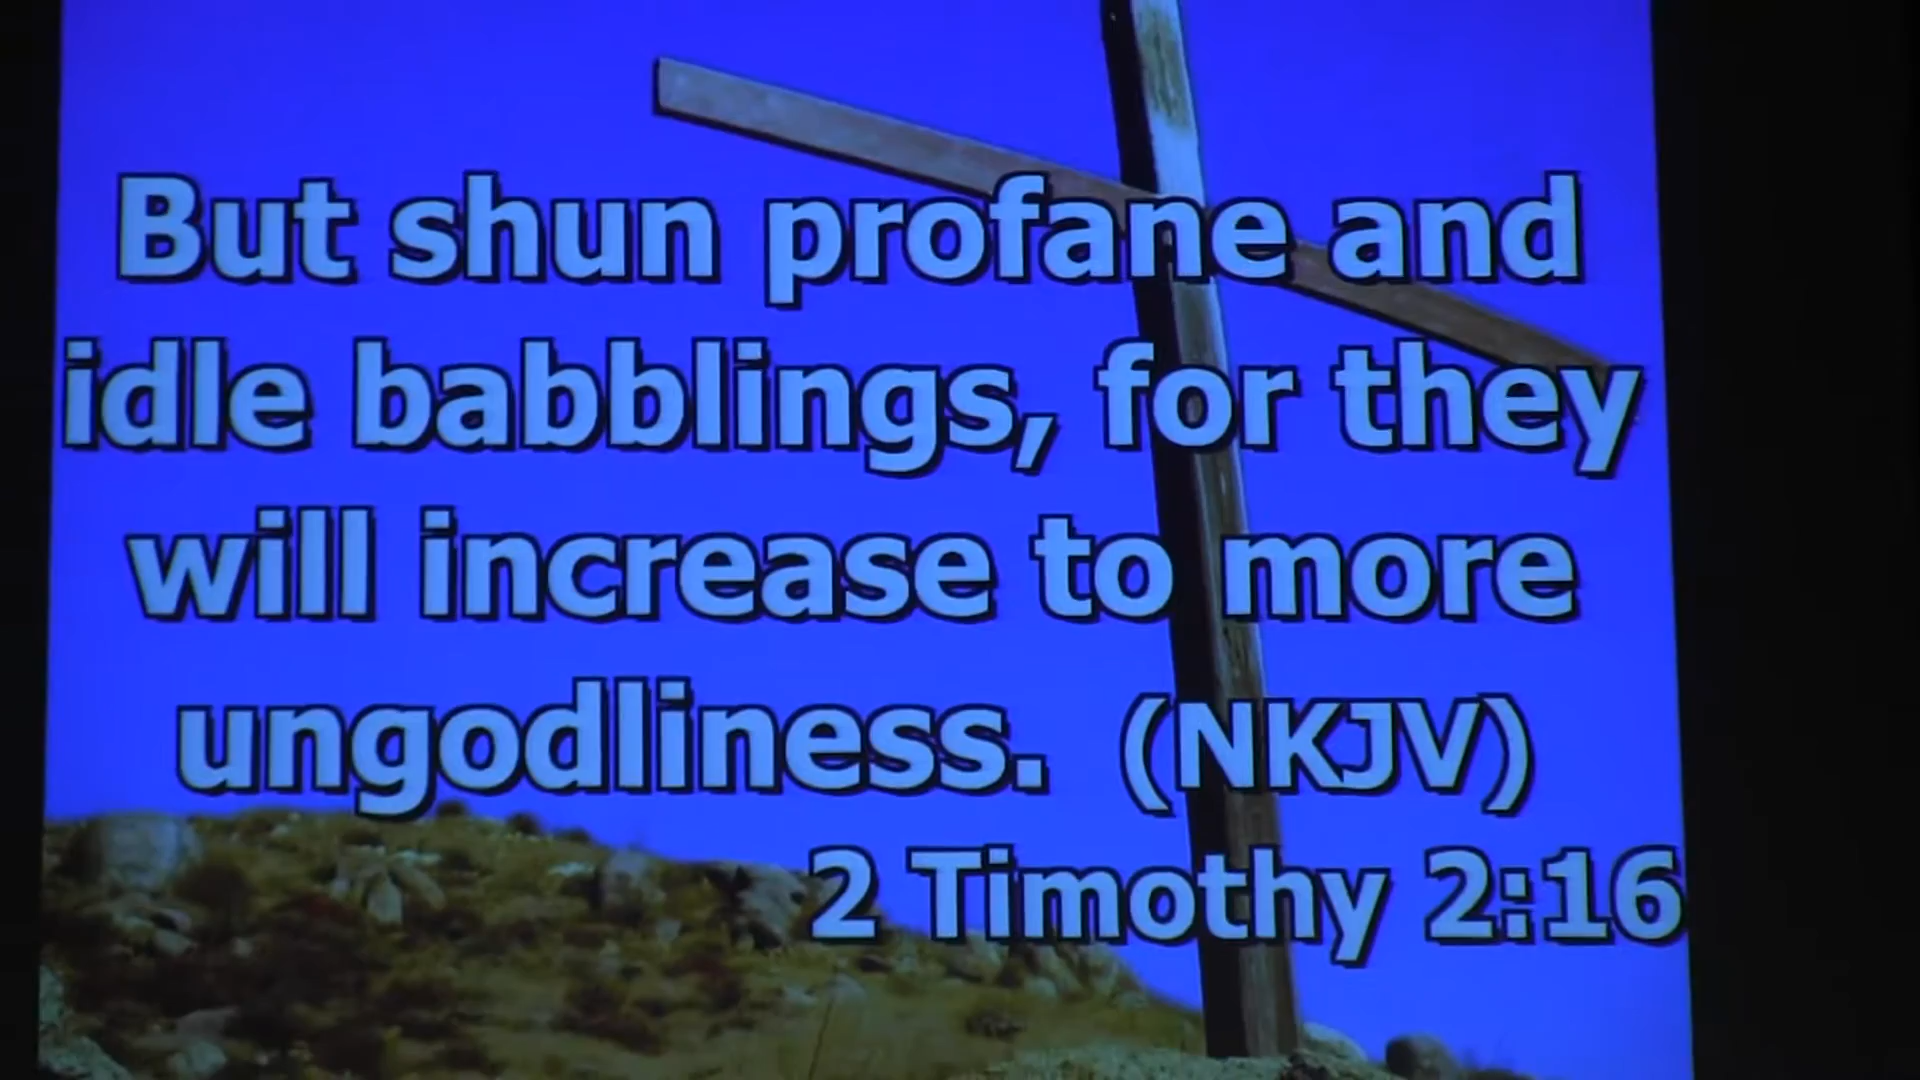 But shun profane and
idle babblings, for they
will increase to more
ungodliness. (NKJV)
2 Timothy 2:16